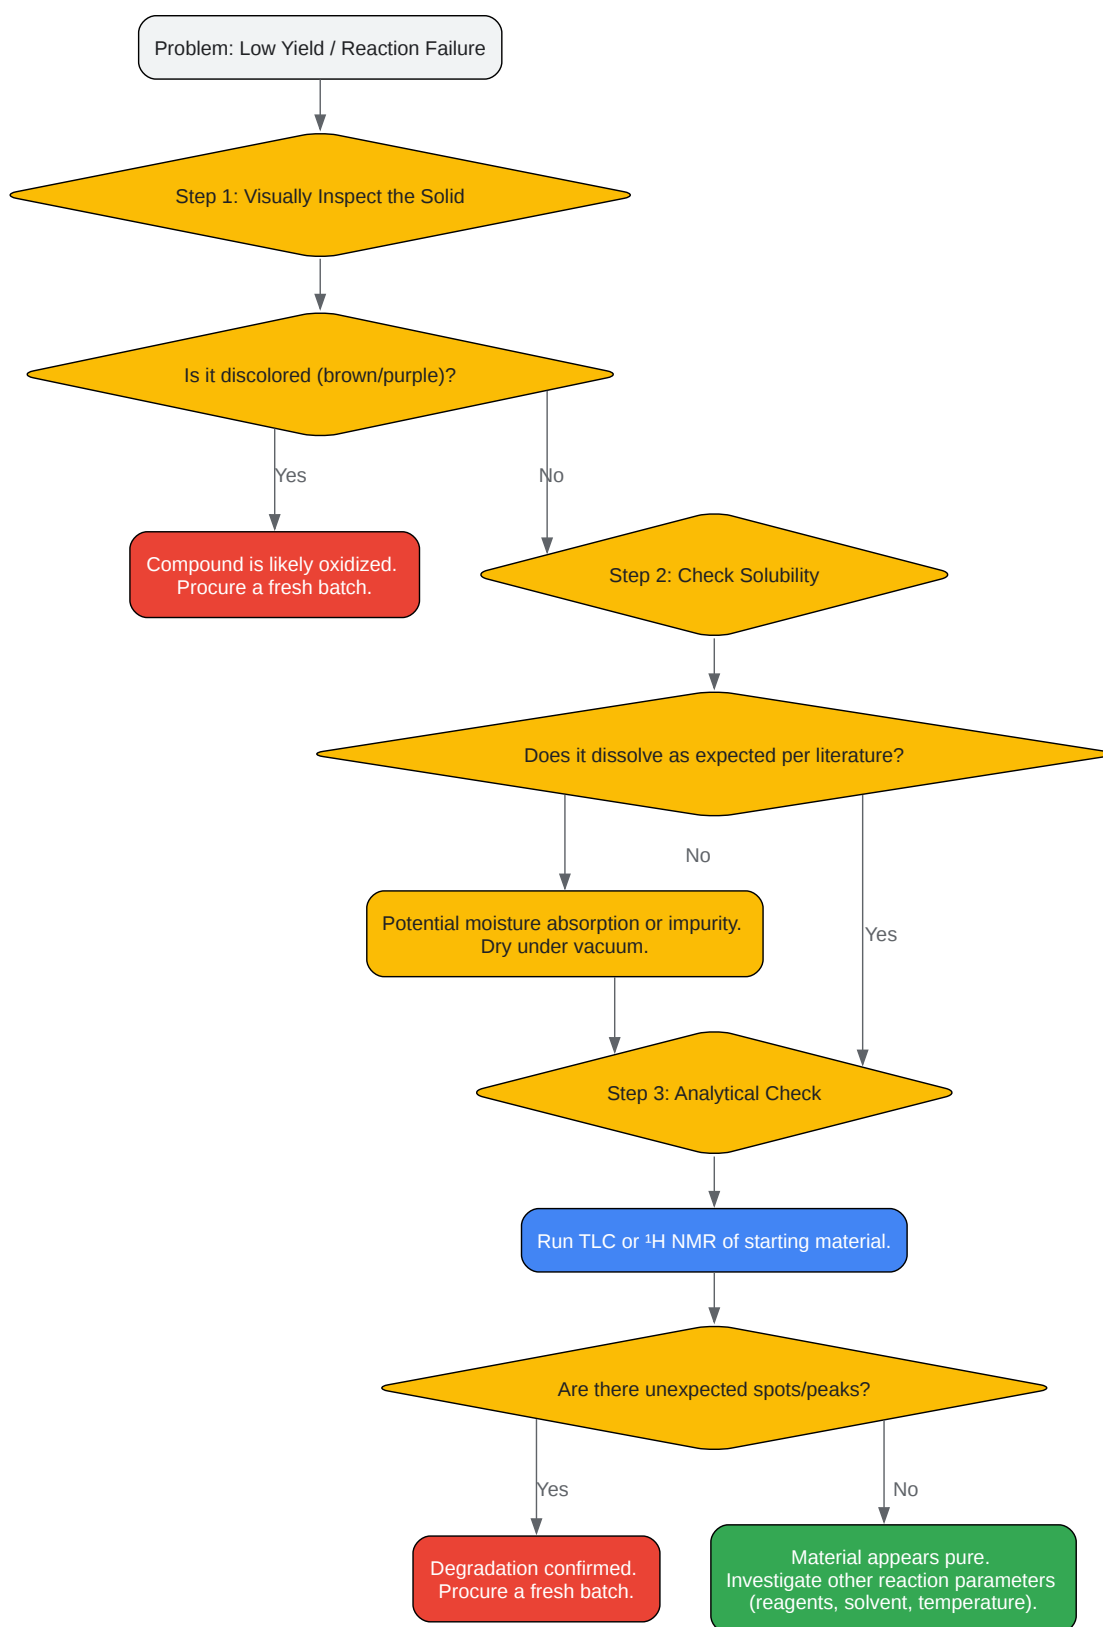 Problem: Low Yield / Reaction Failure
Step 1: Visually Inspect the Solid
Is it discolored (brown/purple)?
Yes
No
Compound is likely oxidized.
Procure a fresh batch.
Step 2: Check Solubility
Does it dissolve as expected per literature?
No
Potential moisture absorption or impurity.
Dry under vacuum.
Yes
Step 3: Analytical Check
Run TLC or ¹H NMR of starting material.
Are there unexpected spots/peaks?
Yes
No
Degradation confirmed.
Procure a fresh batch.
Material appears pure.
Investigate other reaction parameters
(reagents, solvent, temperature).